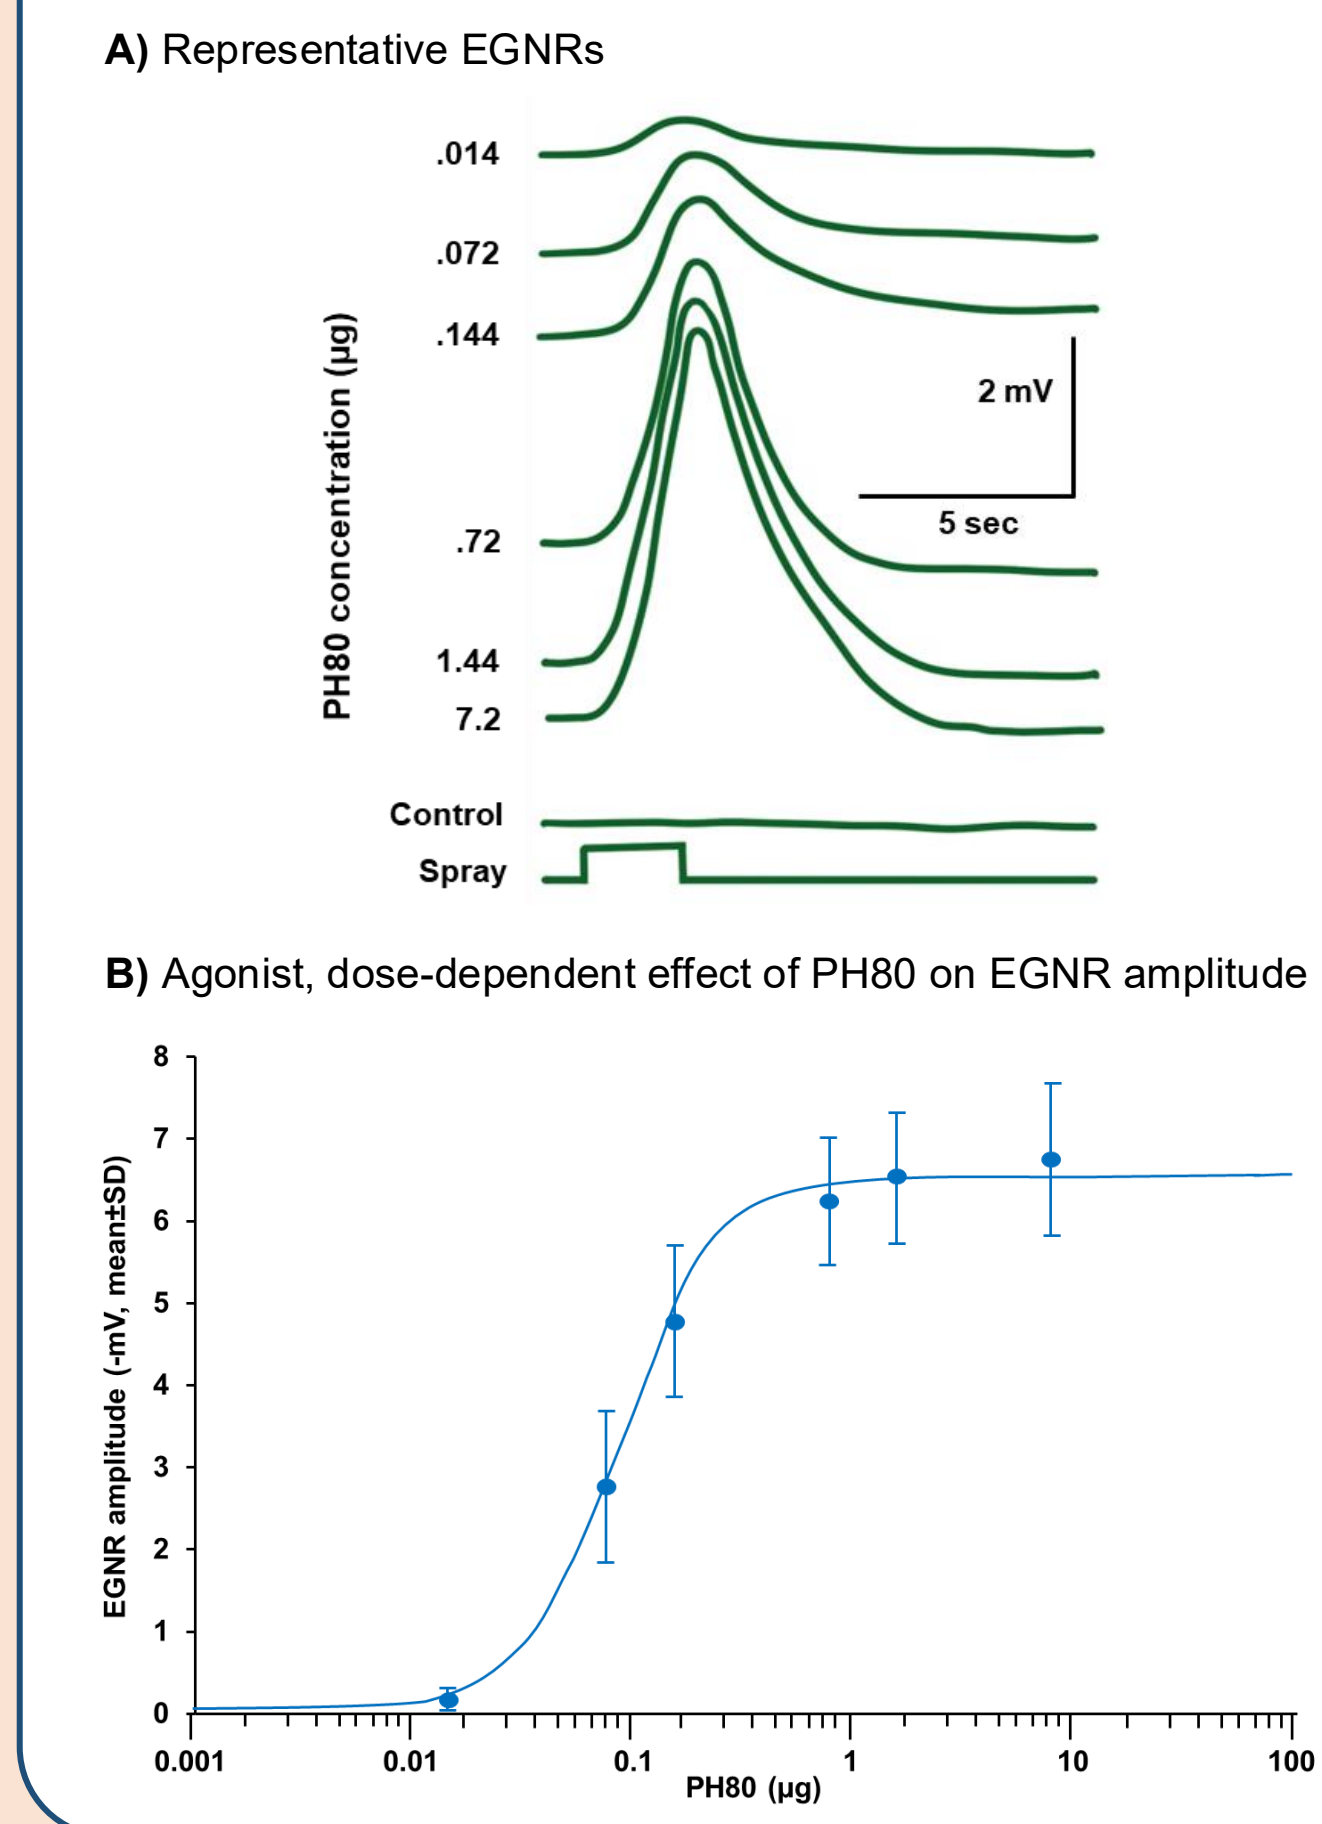 A) Representative EGNRs
PH80 concentration (µg)
.014
.072
.144
.72
1.44
7.2
2 mV
5 sec
Control
Spray
B) Agonist, dose-dependent effect of PH80 on EGNR amplitude
EGNR amplitude (-mV, mean±SD)
8
7
6
5
4
3
2
1
0
0.001 0.01 0.1 1 10 100
PH80 (µg)